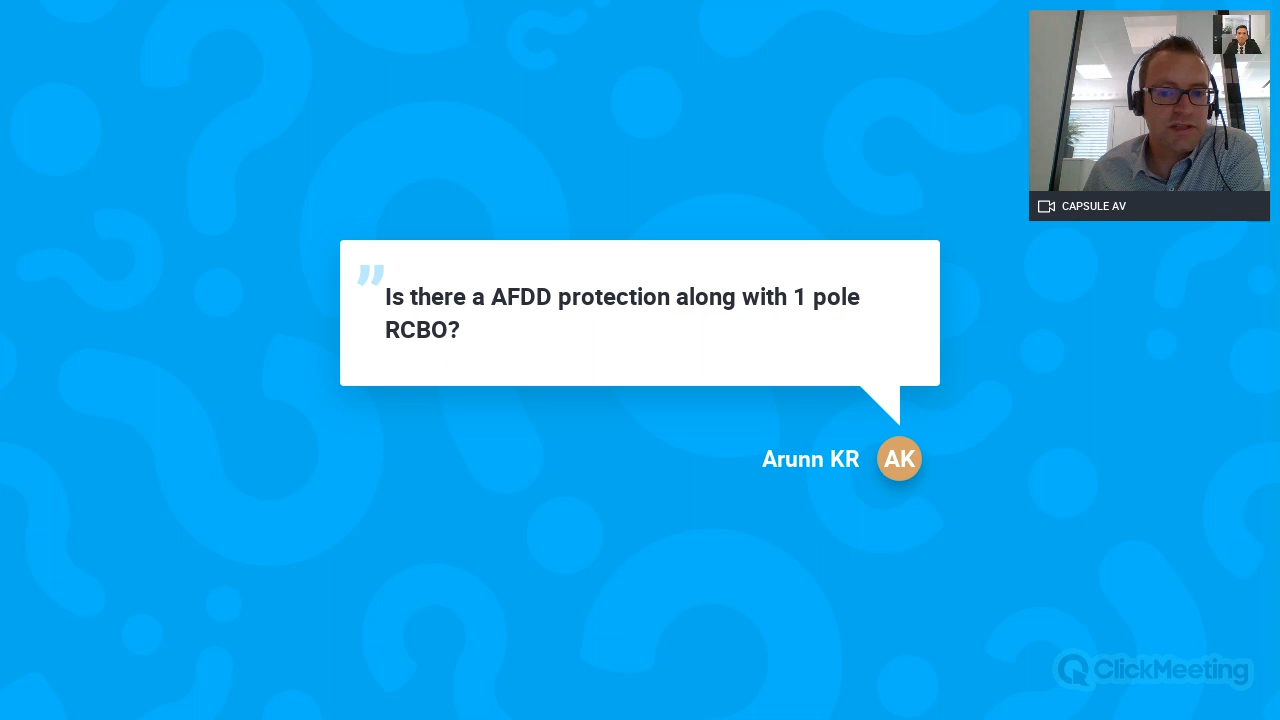 CAPSULE AV
Is there a AFDD protection along with 1 pole
RCBO?
Arunn KR AK
ClickMeeting